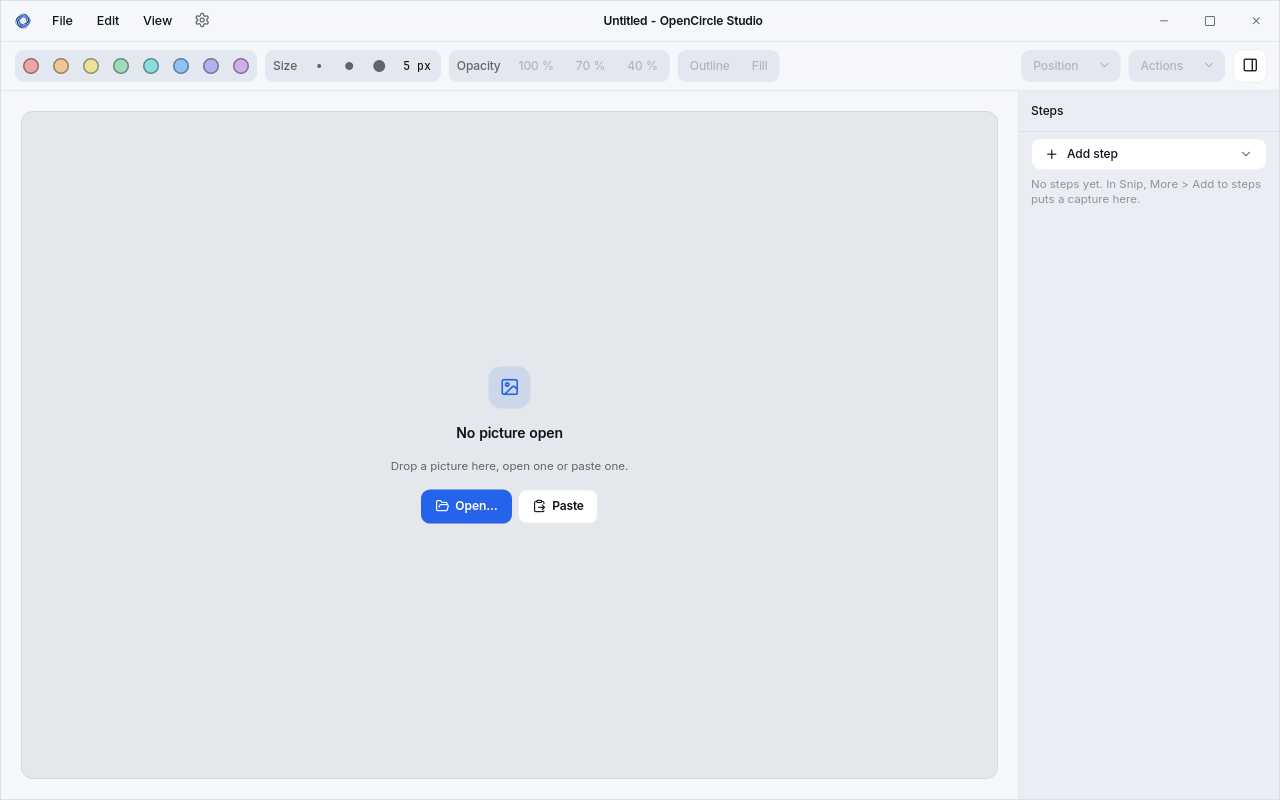 File Edit View
Untitled - OpenCircle Studio
Size 5 px Opacity 100 % 70 % 40 % Outline Fill Position Actions
Steps
Add step
No steps yet. In Snip, More > Add to steps
puts a capture here.
No picture open
Drop a picture here, open one or paste one.
Open... Paste